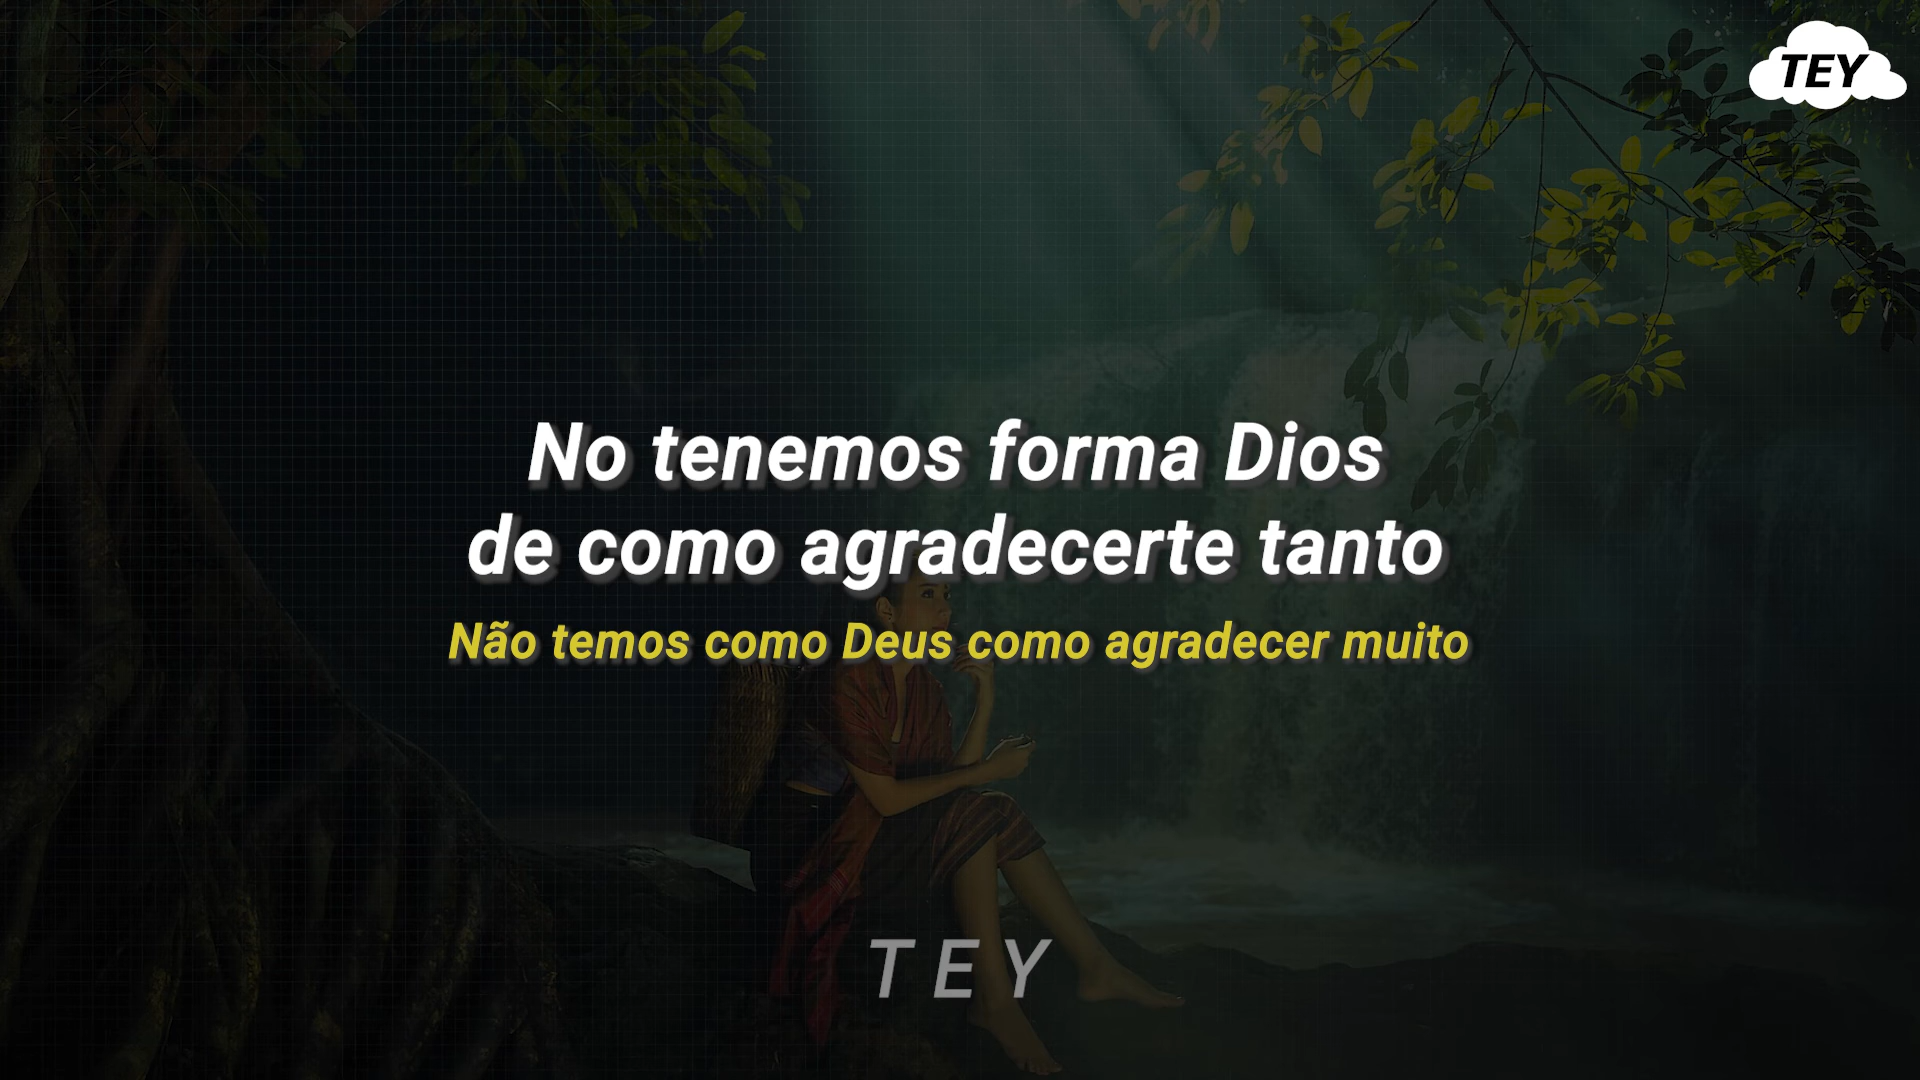 TEY
No tenemos forma Dios
de como agradecerte tanto
Não temos como Deus como agradecer muito
TEY